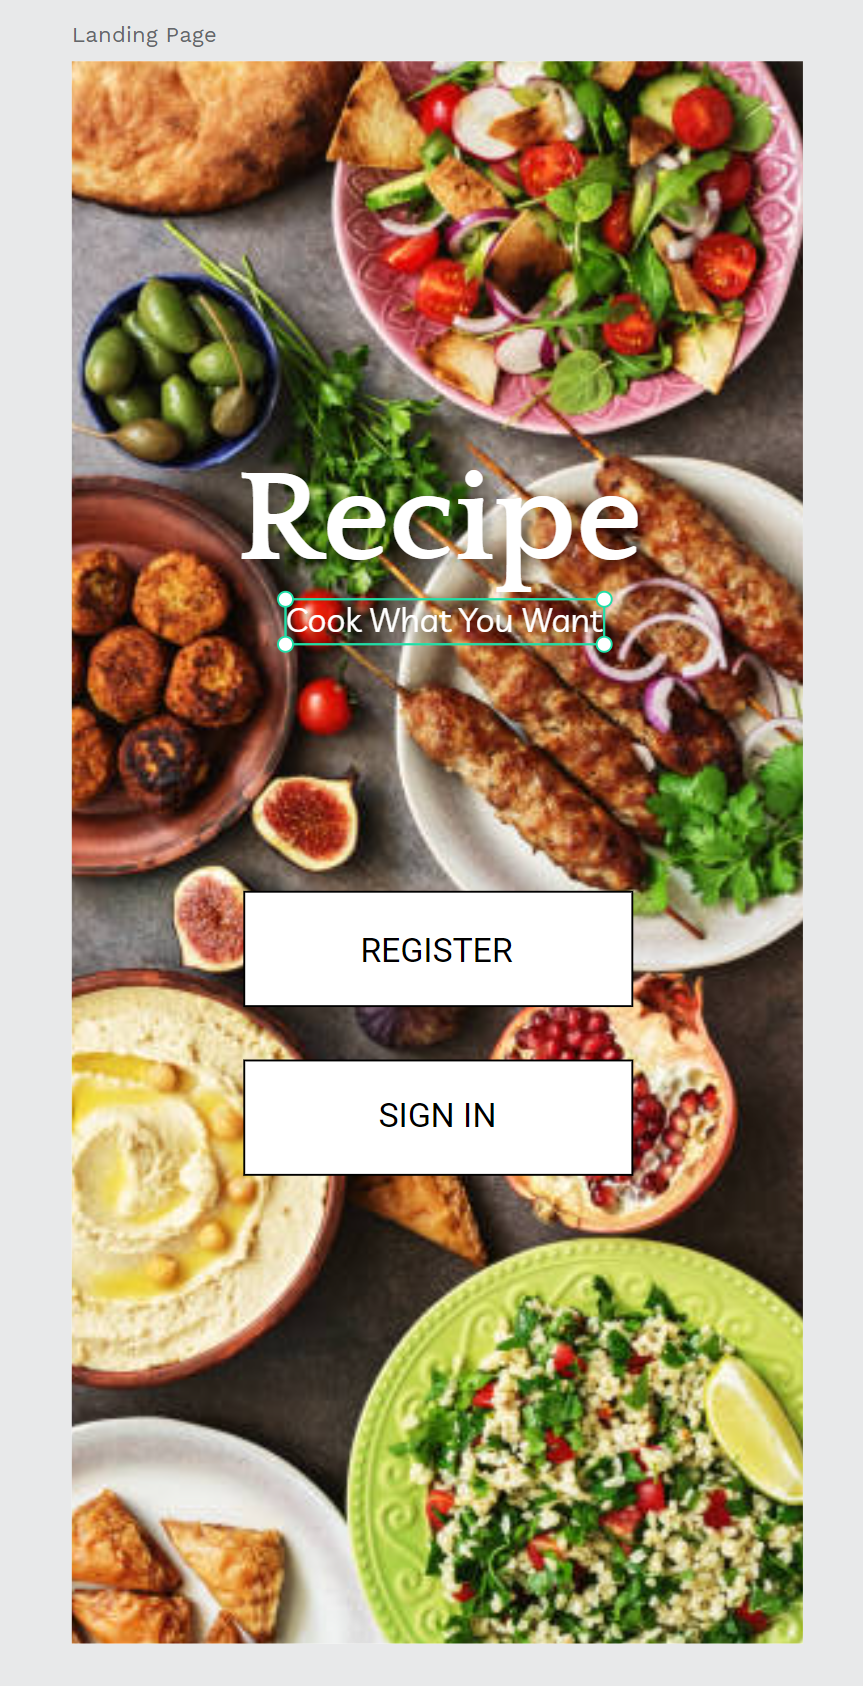 Landing Page
Recipe
Cook What You Want
REGISTER
SIGN IN